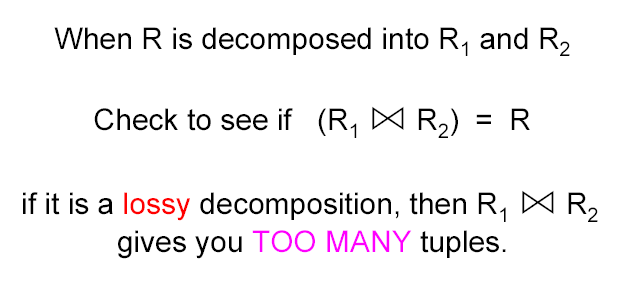 When R is decomposed into R₁ and R₂
Check to see if (R₁ ⋈ R₂) = R
if it is a lossy decomposition, then R₁ ⋈ R₂
gives you TOO MANY tuples.